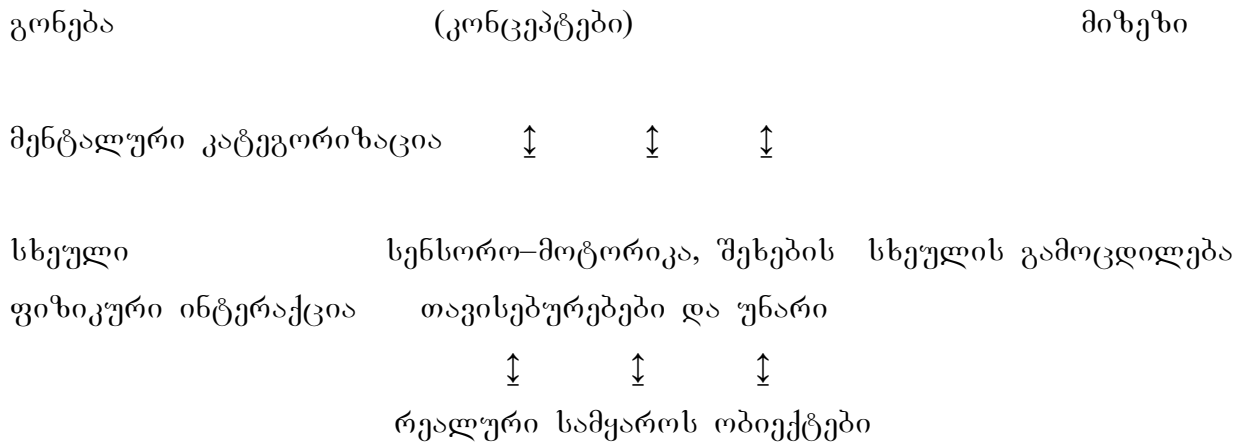 გონება (კონცეპტები) მიზეზი
მენტალური კატეგორიზაცია ↕ ↕ ↕
სხეული სენსორო–მოტორიკა, შეხების სხეულის გამოცდილება
ფიზიკური ინტერაქცია თავისებურებები და უნარი
↕ ↕ ↕
რეალური სამყაროს ობიექტები